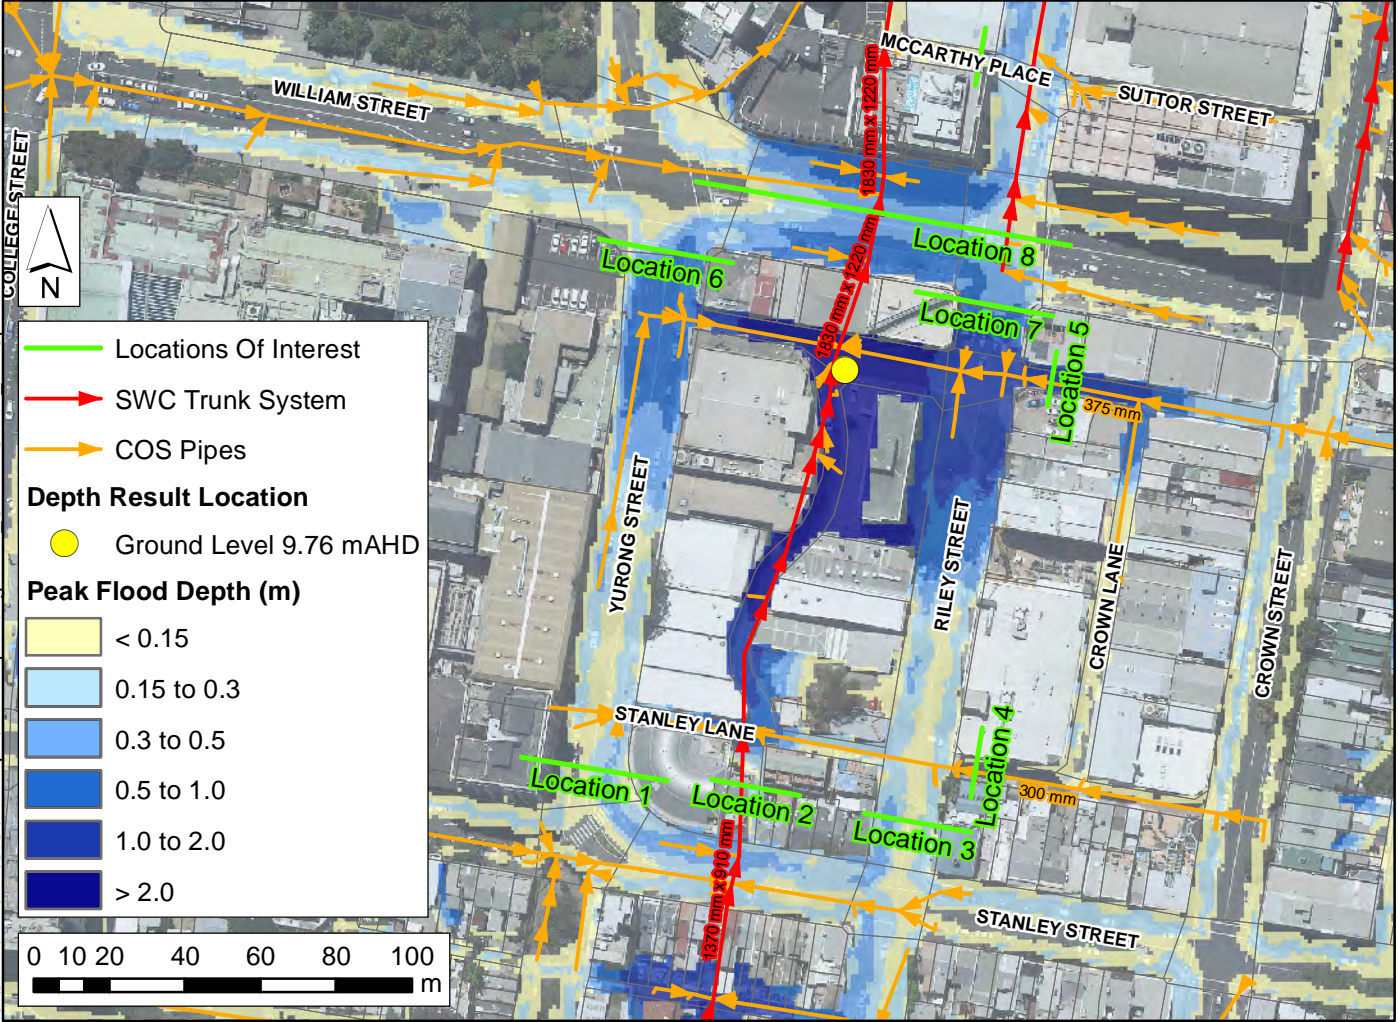 MCCARTHY PLACE
WILLIAM STREET
SUTTOR STREET
COLLEGE STREET
1830 mm x 1220 mm
N
Location 6
Location 8
1830 mm x 1220 mm
Location 7
Location 5
375 mm
Locations Of Interest
SWC Trunk System
COS Pipes
Depth Result Location
Ground Level 9.76 mAHD
Peak Flood Depth (m)
< 0.15
0.15 to 0.3
0.3 to 0.5
0.5 to 1.0
1.0 to 2.0
> 2.0
YURONG STREET
RILEY STREET
CROWN LANE
CROWN STREET
STANLEY LANE
Location 1
Location 2
Location 3
Location 4
300 mm
1370 mm x 910 mm
STANLEY STREET
0 10 20 40 60 80 100
m